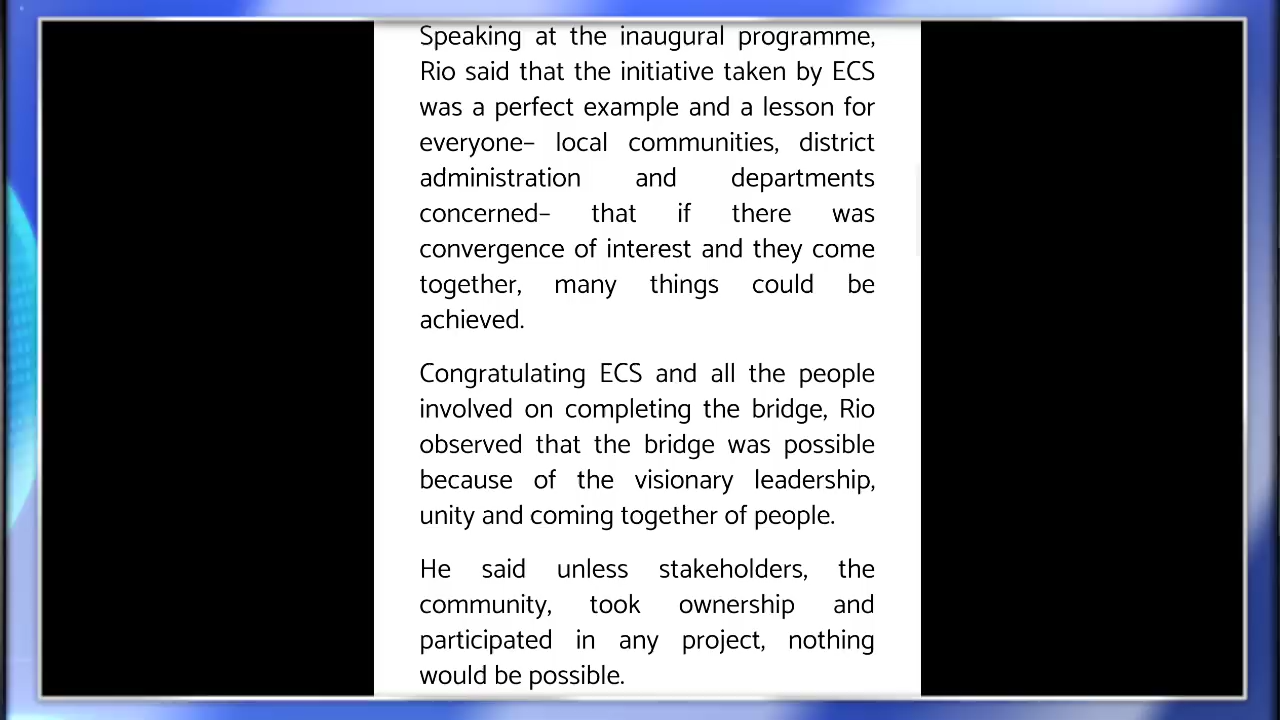 Speaking at the inaugural programme,
Rio said that the initiative taken by ECS
was a perfect example and a lesson for
everyone– local communities, district
administration and departments
concerned– that if there was
convergence of interest and they come
together, many things could be
achieved.
Congratulating ECS and all the people
involved on completing the bridge, Rio
observed that the bridge was possible
because of the visionary leadership,
unity and coming together of people.
He said unless stakeholders, the
community, took ownership and
participated in any project, nothing
would be possible.